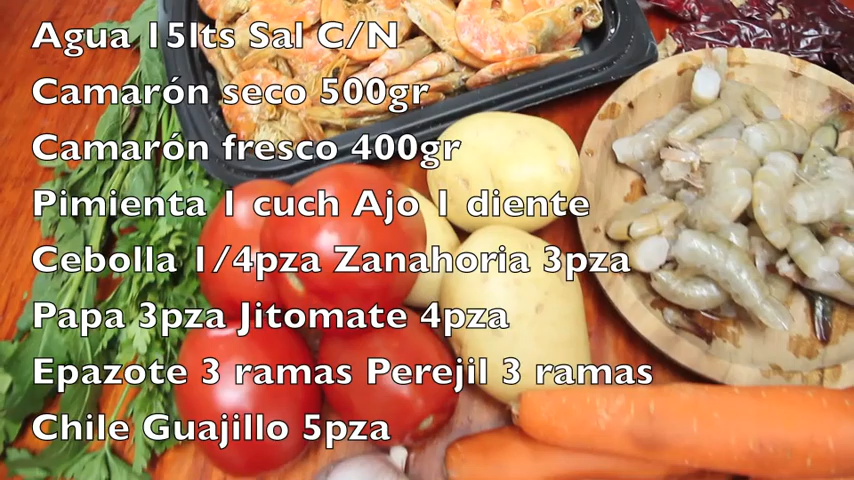 Agua 15lts Sal C/N
Camarón seco 500gr
Camarón fresco 400gr
Pimienta 1 cuch Ajo 1 diente
Cebolla 1/4pza Zanahoria 3pza
Papa 3pza Jitomate 4pza
Epazote 3 ramas Perejil 3 ramas
Chile Guajillo 5pza